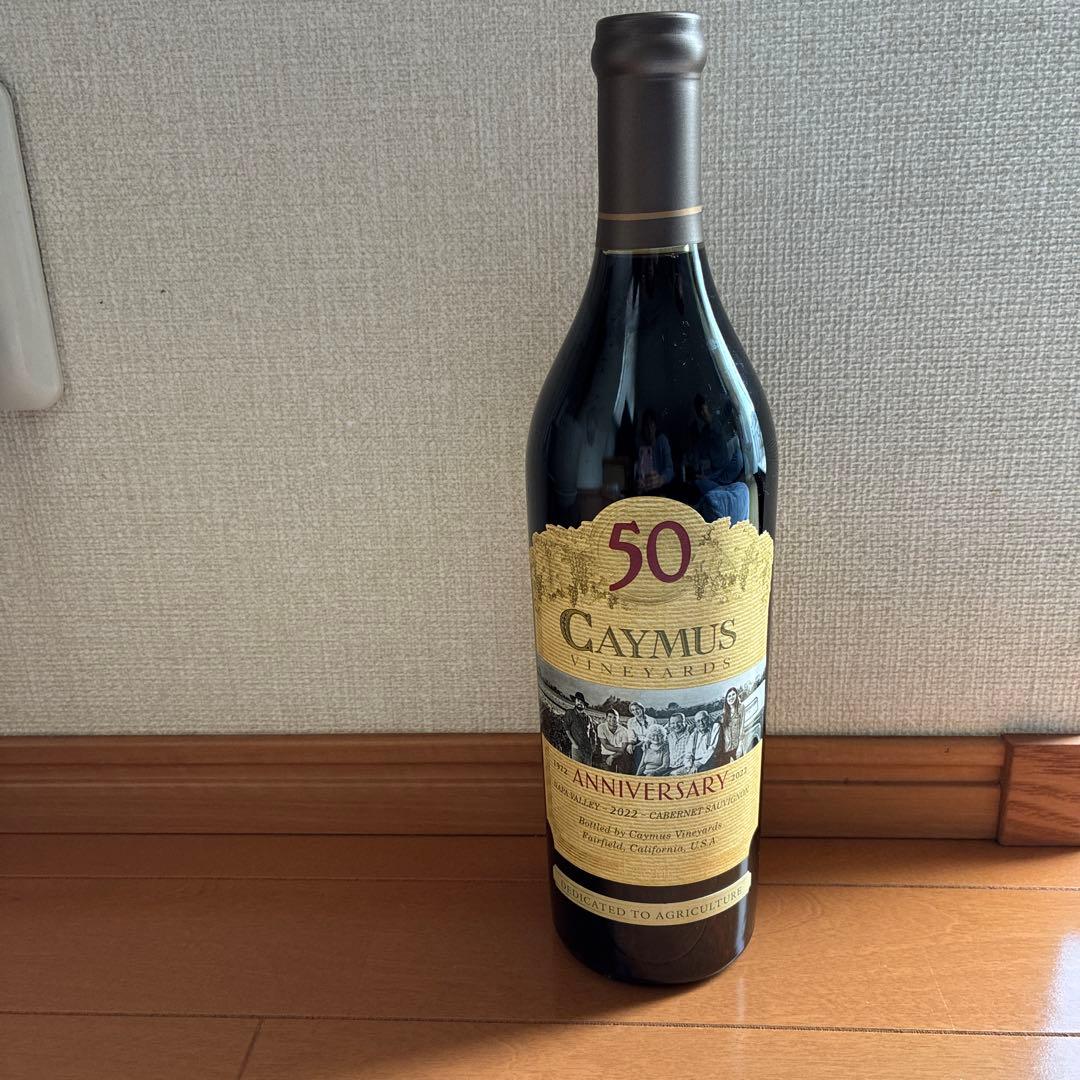 50
CAYMUS
VINEYARDS
1972 ANNIVERSARY 2022
NAPA VALLEY - 2022 - CABERNET SAUVIGNON
Bottled by Caymus Vineyards
Fairfield, California, U.S.A
DEDICATED TO AGRICULTURE